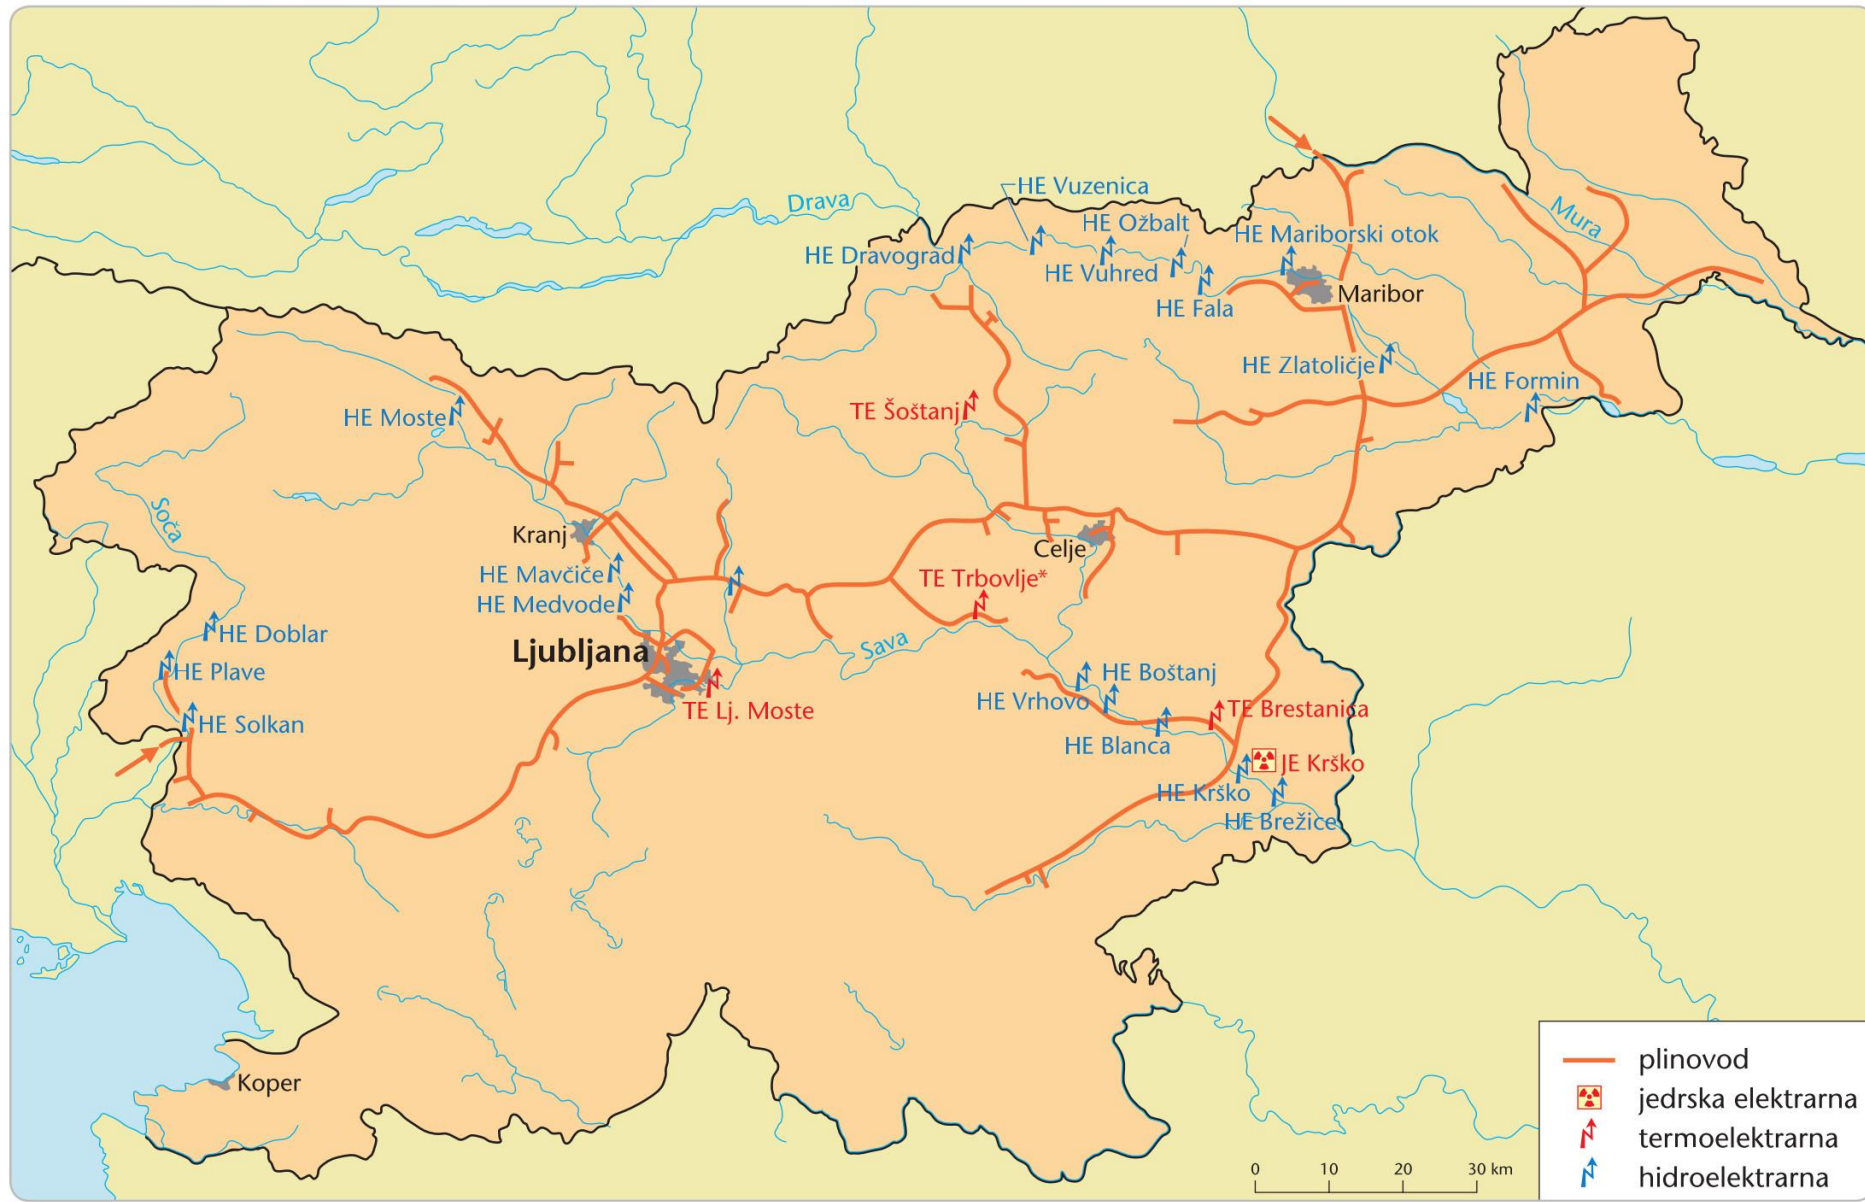 HE Vuzenica
Drava
HE Ožbalt
Mura
HE Mariborski otok
HE Dravograd
HE Vuhred
Maribor
HE Fala
HE Zlatoličje
HE Formin
TE Šoštanj
HE Moste
Soča
Kranj
Celje
HE Mavčiče
TE Trbovlje*
HE Medvode
HE Doblar
Ljubljana
Sava
HE Plave
HE Boštanj
HE Vrhovo
TE Lj. Moste
TE Brestanica
HE Solkan
HE Blanca
JE Krško
HE Krško
HE Brežice
Koper
plinovod
jedrska elektrarna
termoelektrarna
hidroelektrarna
0 10 20 30 km